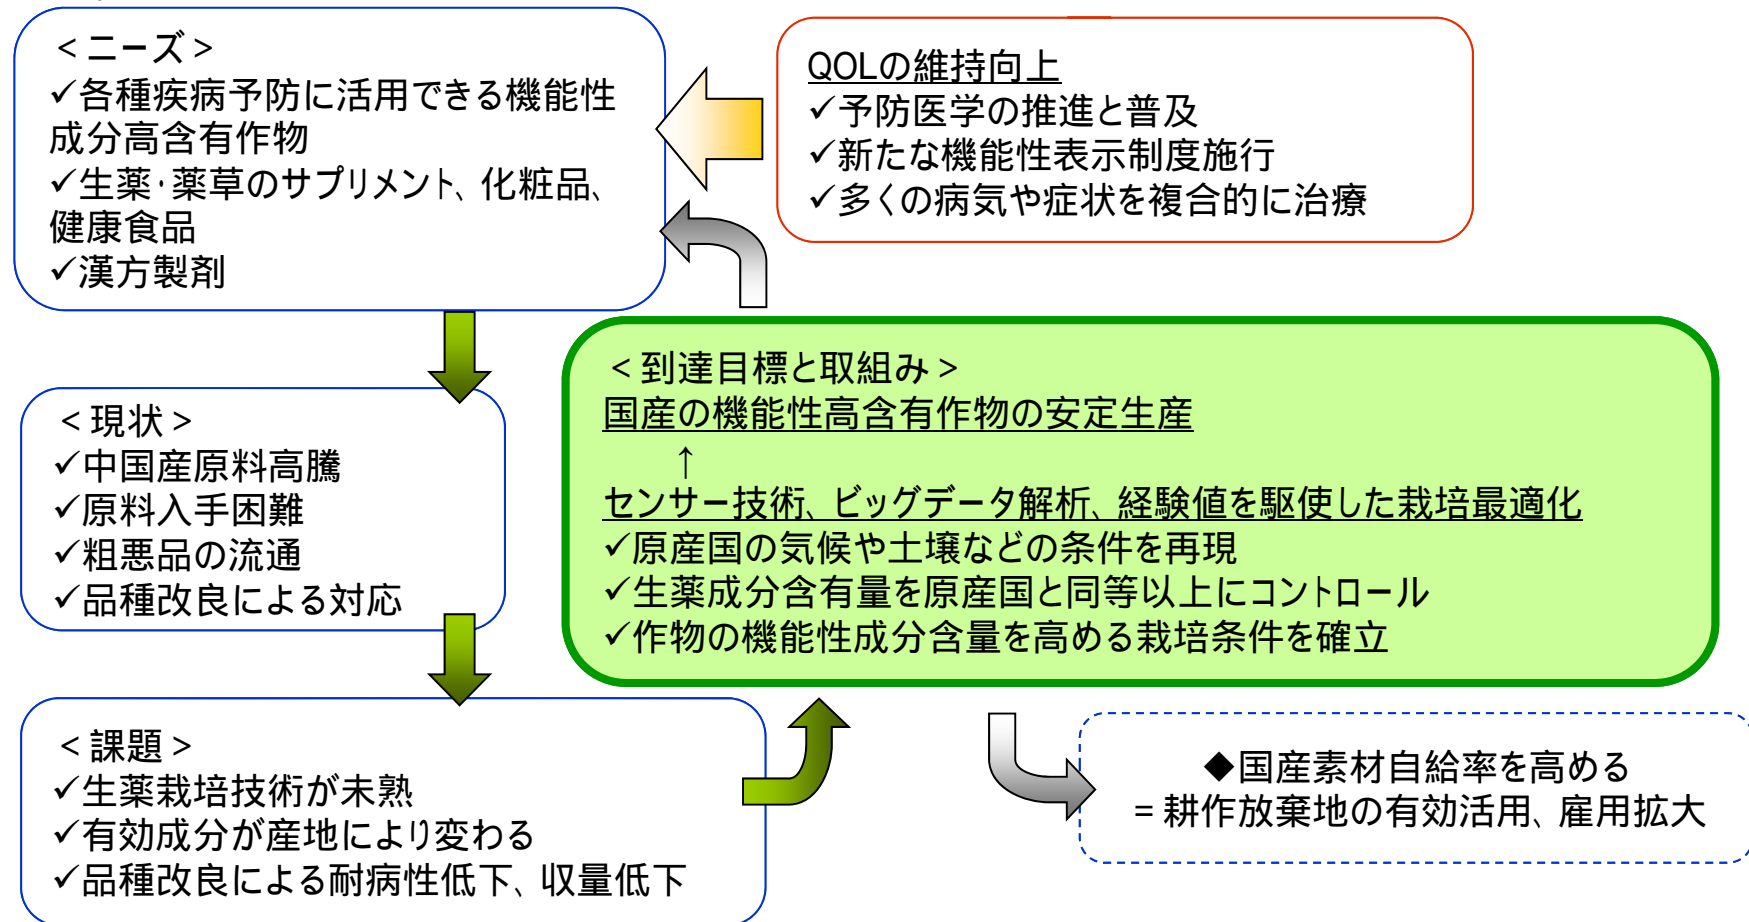 ＜ニーズ＞
✓各種疾病予防に活用できる機能性
成分高含有作物
✓生薬・薬草のサプリメント、化粧品、
健康食品
✓漢方製剤
QOLの維持向上
✓予防医学の推進と普及
✓新たな機能性表示制度施行
✓多くの病気や症状を複合的に治療
＜現状＞
✓中国産原料高騰
✓原料入手困難
✓粗悪品の流通
✓品種改良による対応
＜到達目標と取組み＞
国産の機能性高含有作物の安定生産
↑
センサー技術、ビッグデータ解析、経験値を駆使した栽培最適化
✓原産国の気候や土壌などの条件を再現
✓生薬成分含有量を原産国と同等以上にコントロール
✓作物の機能性成分含量を高める栽培条件を確立
＜課題＞
✓生薬栽培技術が未熟
✓有効成分が産地により変わる
✓品種改良による耐病性低下、収量低下
◆国産素材自給率を高める
＝耕作放棄地の有効活用、雇用拡大